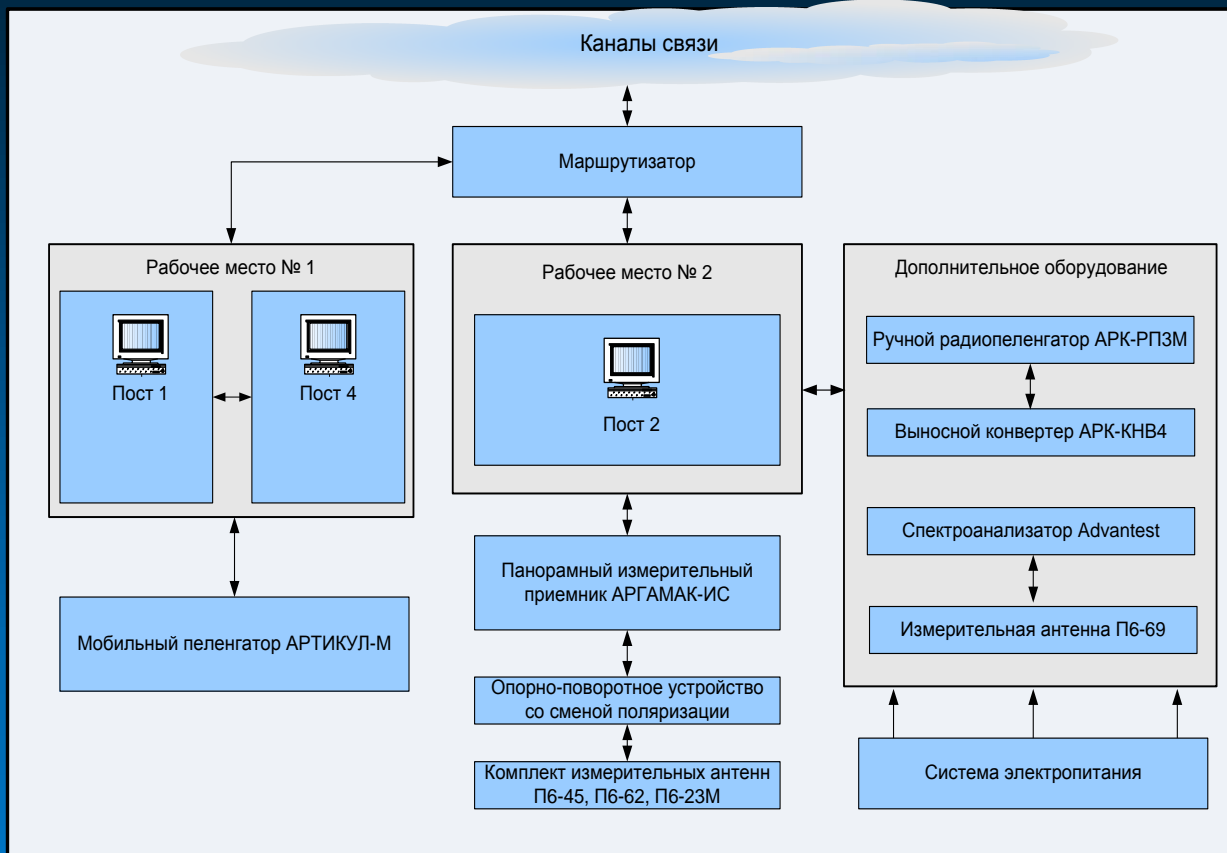 Каналы связи
Маршрутизатор
Рабочее место № 1
Пост 1
Пост 4
Мобильный пеленгатор АРТИКУЛ-М
Рабочее место № 2
Пост 2
Панорамный измерительный
приемник АРГАМАК-ИС
Опорно-поворотное устройство
со сменой поляризации
Комплект измерительных антенн
П6-45, П6-62, П6-23М
Дополнительное оборудование
Ручной радиопеленгатор АРК-РП3М
Выносной конвертер АРК-КНВ4
Спектроанализатор Advantest
Измерительная антенна П6-69
Система электропитания